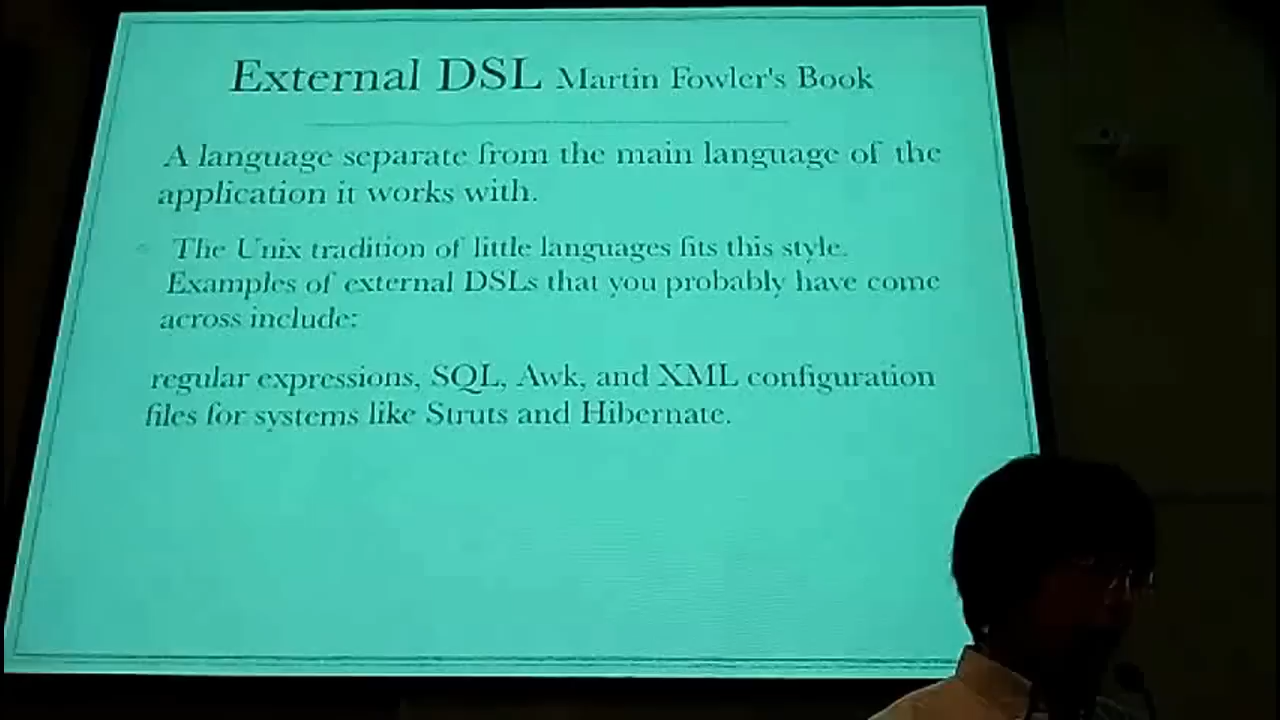 External DSL Martin Fowler's Book
A language separate from the main language of the
application it works with.
The Unix tradition of little languages fits this style.
Examples of external DSLs that you probably have come
across include:
regular expressions, SQL, Awk, and XML configuration
files for systems like Struts and Hibernate.